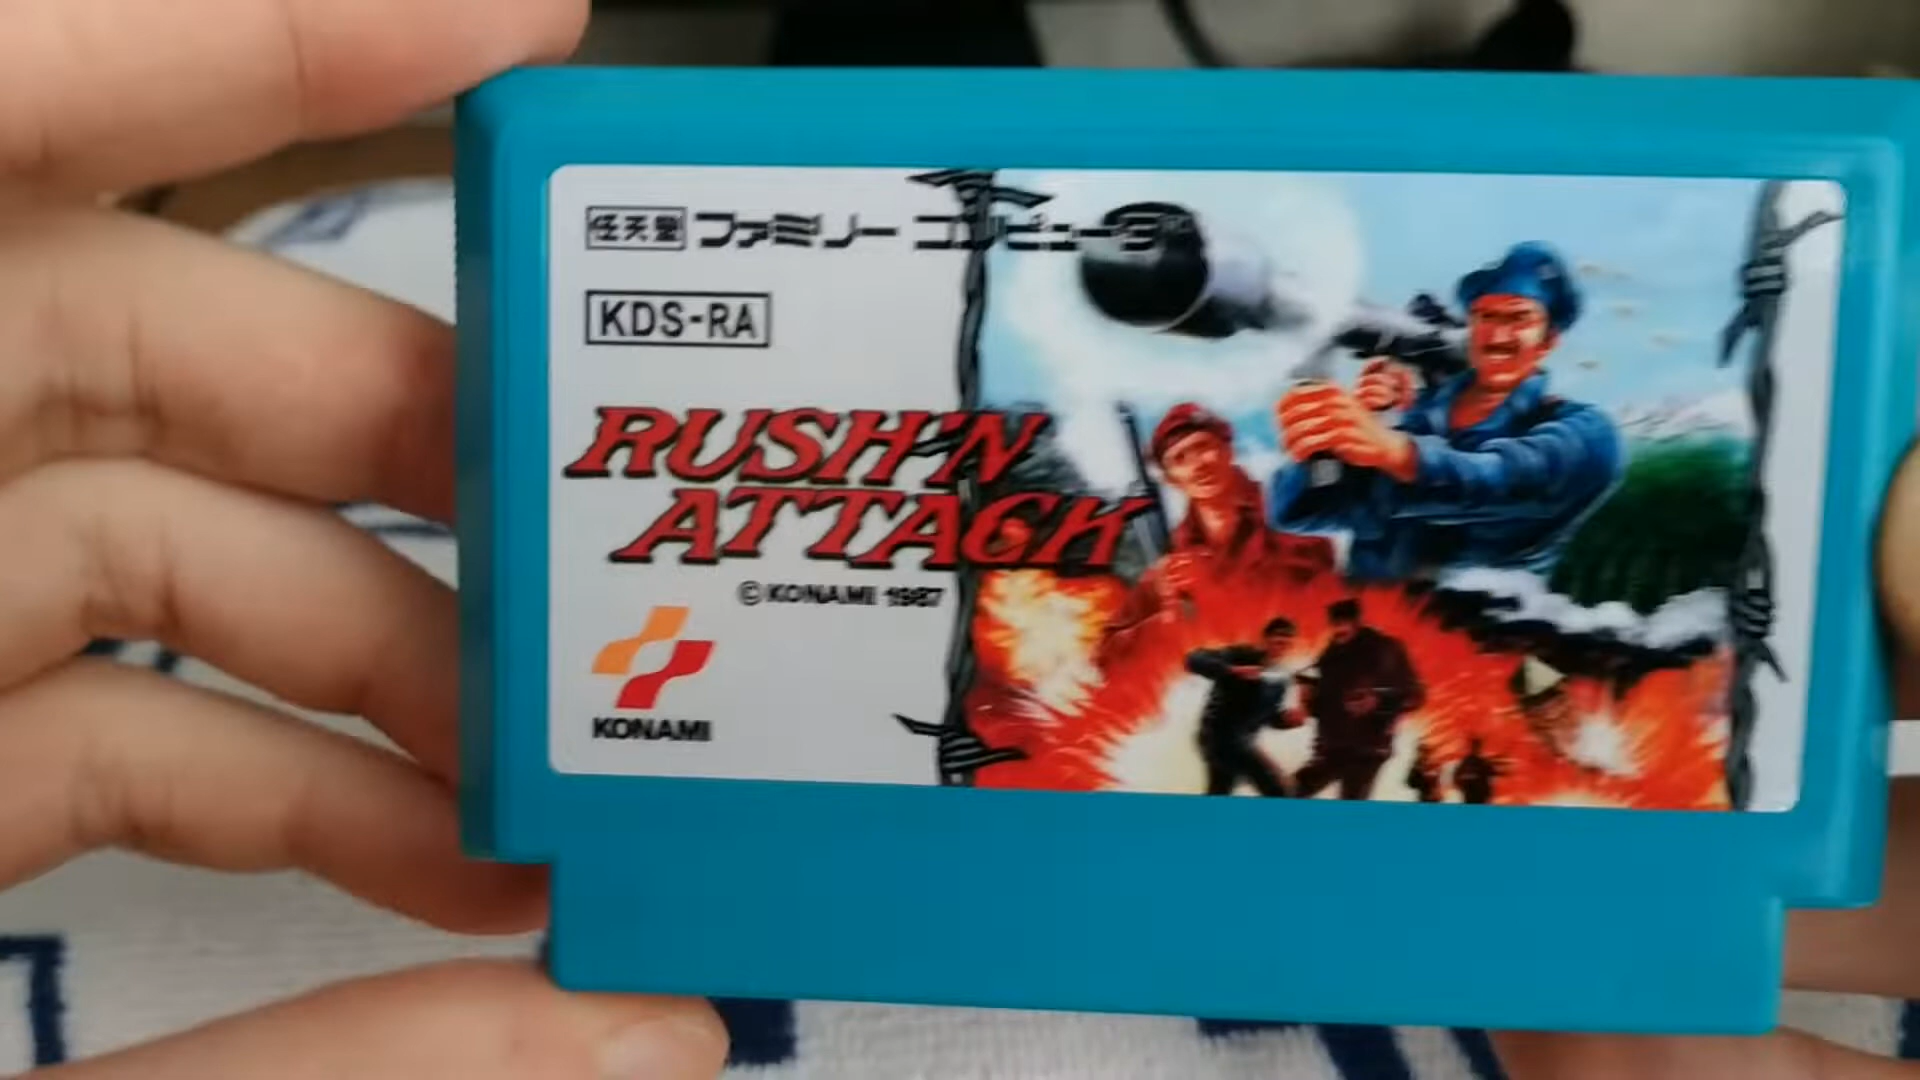 任天堂 ファミリー コンピュータ
KDS-RA
RUSH'N
ATTACK
© KONAMI 1987
KONAMI